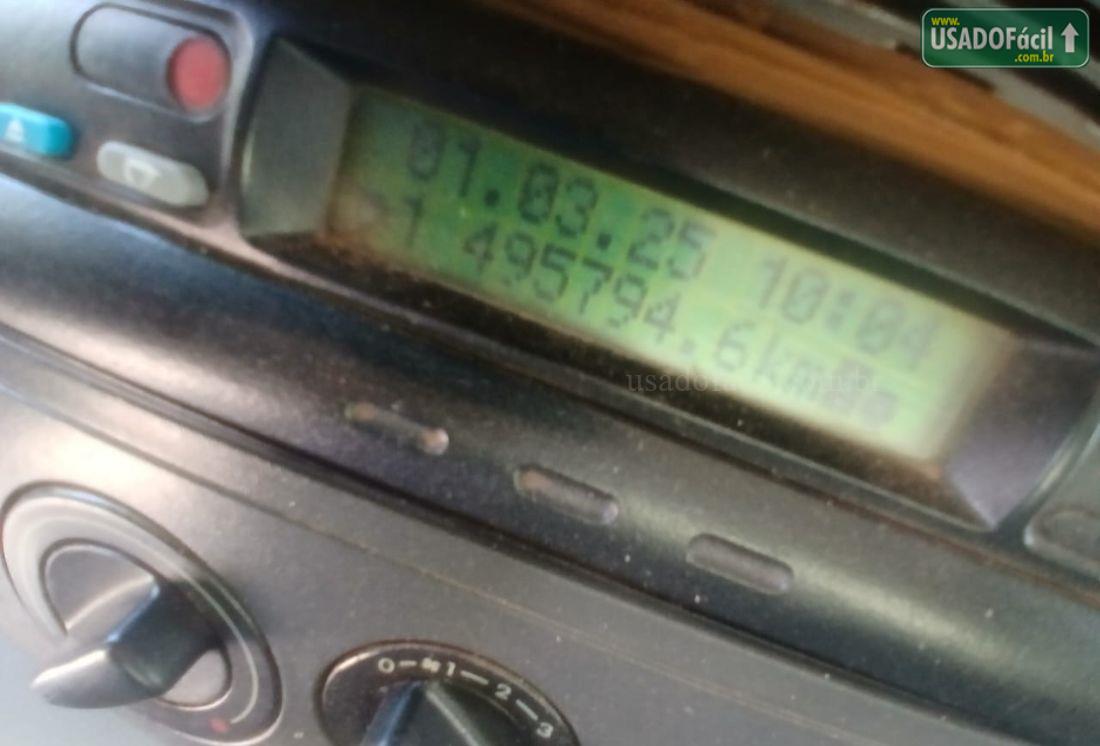 www.
USADOFácil
.com.br
01.03.25 10:04
1 495794.6km
0 1 2 3